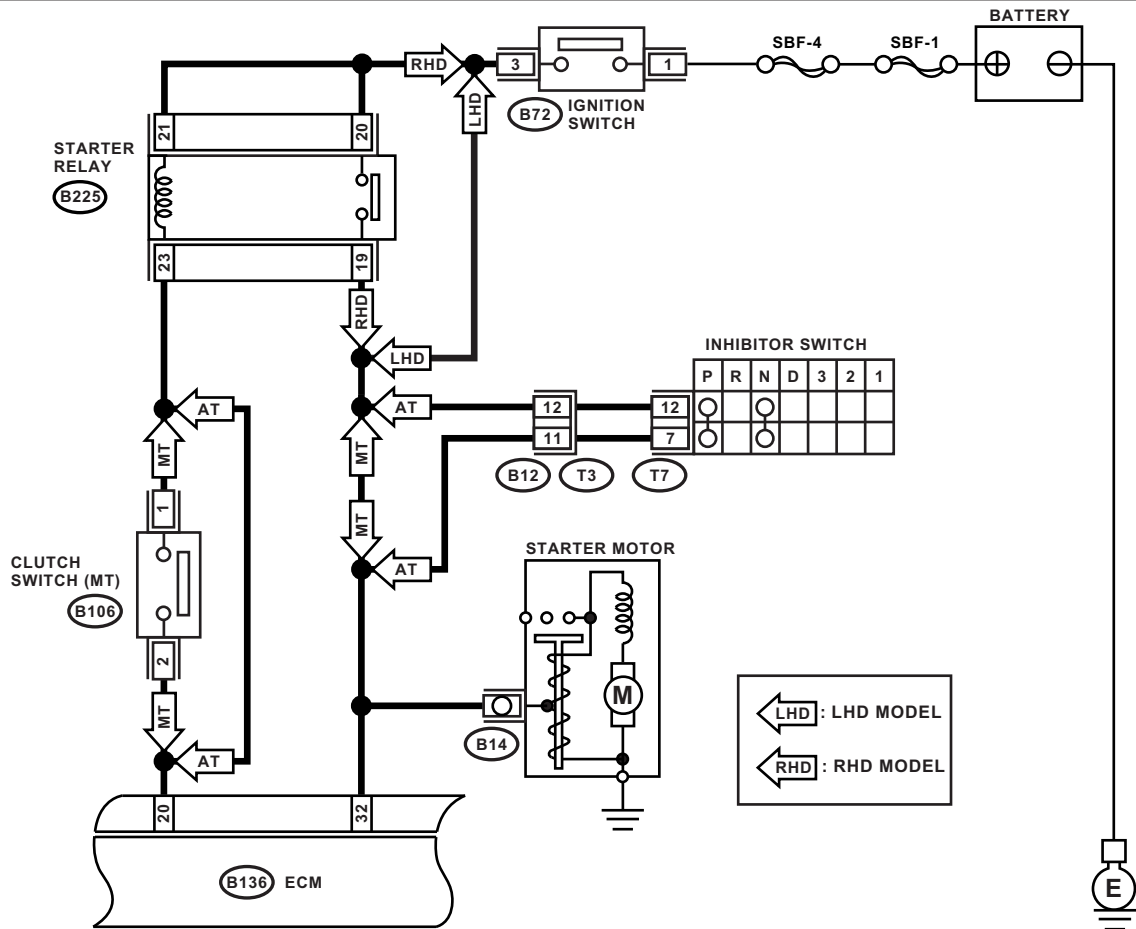 BATTERY
SBF-4
SBF-1
RHD
3
1
LHD
B72
IGNITION
SWITCH
21
20
STARTER
RELAY
B225
23
19
RHD
LHD
INHIBITOR SWITCH
P R N D 3 2 1
AT
AT
12
12
12
11
7
MT
MT
B12
T3
T7
1
MT
CLUTCH
SWITCH (MT)
B106
STARTER MOTOR
AT
2
M
MT
LHD : LHD MODEL
B14
AT
RHD : RHD MODEL
20
32
B136 ECM
E